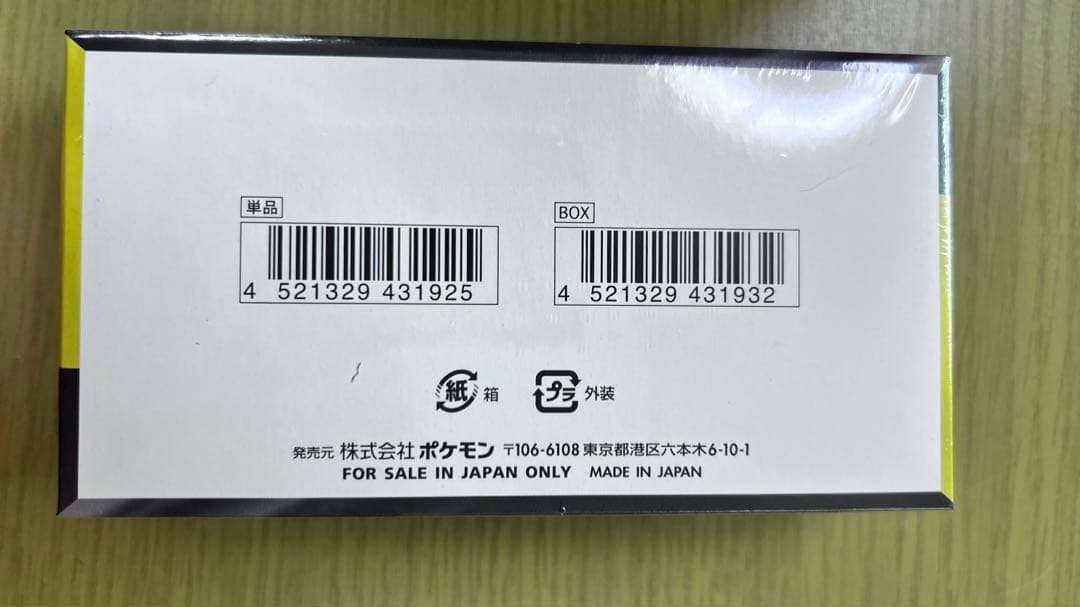 単品
BOX
4 521329 431925
4 521329 431932
紙 箱
プラ 外装
発売元 株式会社 ポケモン 〒106-6108 東京都港区六本木6-10-1
FOR SALE IN JAPAN ONLY MADE IN JAPAN